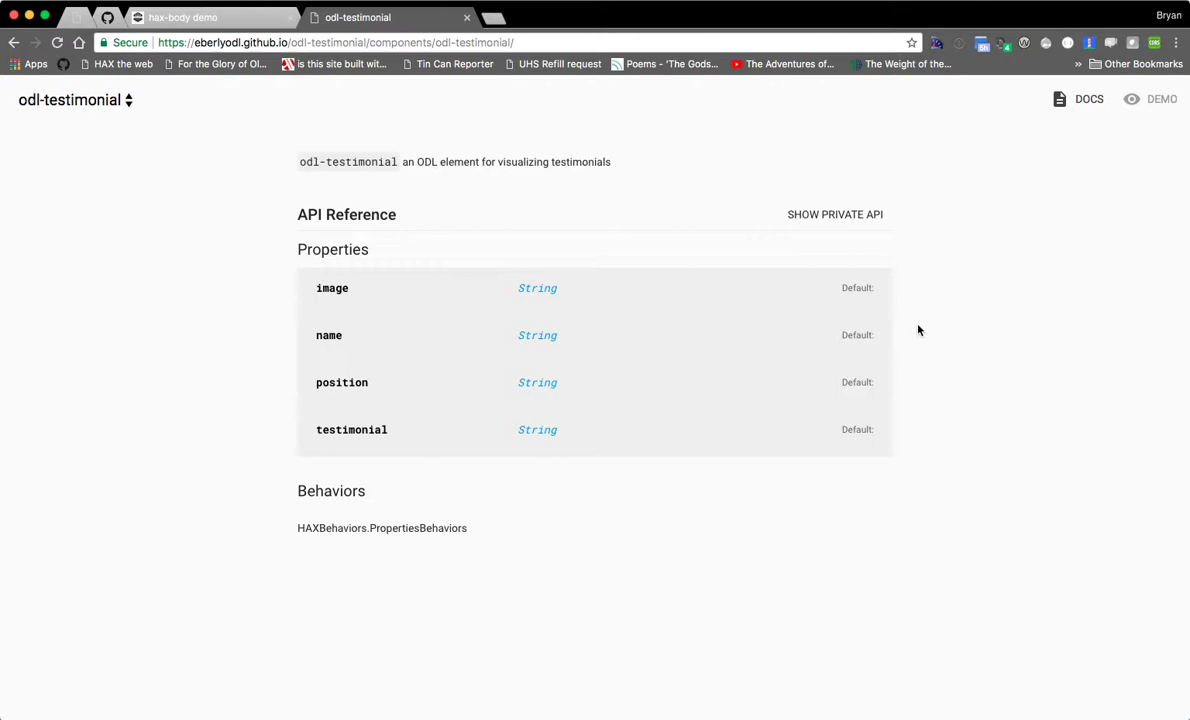 Bryan
hax-body demo
odl-testimonial
Secure https://eberlyodl.github.io/odl-testimonial/components/odl-testimonial/
Apps HAX the web For the Glory of Ol... is this site built wit... Tin Can Reporter UHS Refill request Poems - 'The Gods... The Adventures of... The Weight of the... » Other Bookmarks
odl-testimonial
DOCS
DEMO
odl-testimonial an ODL element for visualizing testimonials
API Reference
SHOW PRIVATE API
Properties
image String Default:
name String Default:
position String Default:
testimonial String Default:
Behaviors
HAXBehaviors.PropertiesBehaviors